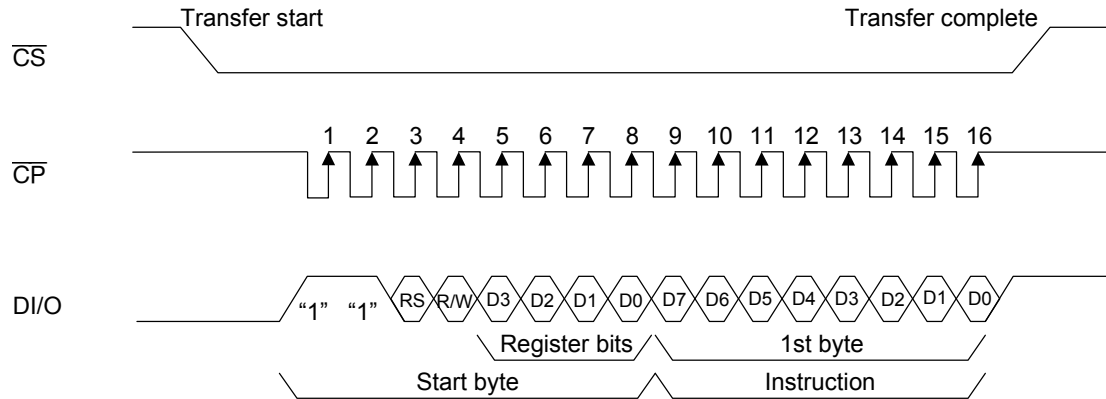 Transfer start Transfer complete
CS
1 2 3 4 5 6 7 8 9 10 11 12 13 14 15 16
CP
DI/O “1” “1” RS R/W D3 D2 D1 D0 D7 D6 D5 D4 D3 D2 D1 D0
Register bits 1st byte
Start byte Instruction